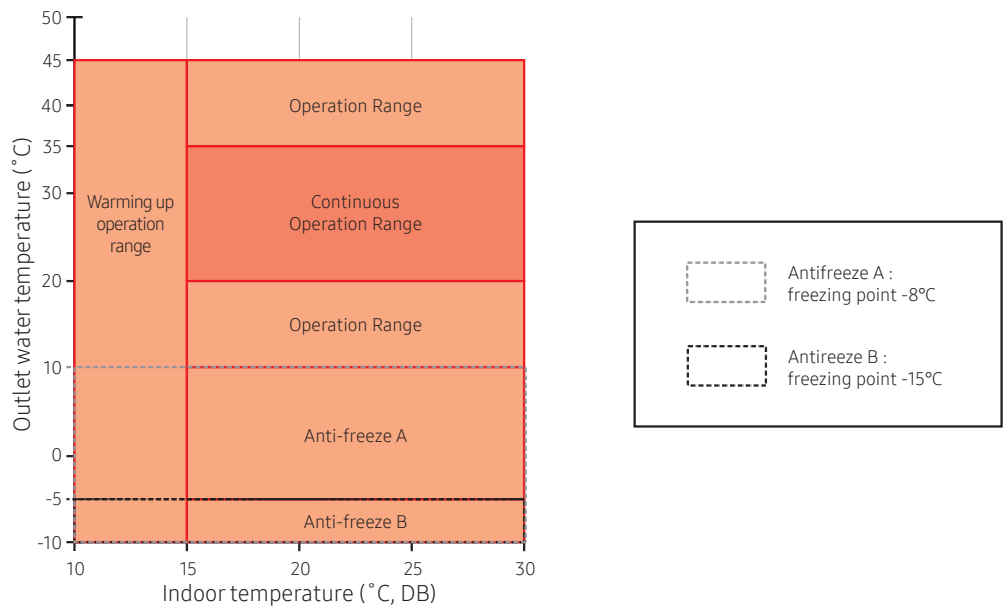 50
45
40
35
30
20
10
0
-5
-10
Outlet water temperature (˚C)
Operation Range
Continuous
Operation Range
Warming up
operation
range
Operation Range
Anti-freeze A
Anti-freeze B
10
15
20
25
30
Indoor temperature (˚C, DB)
Antifreeze A :
freezing point -8°C
Antireeze B :
freezing point -15°C